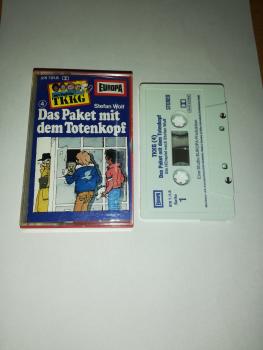 TKKG
EUROPA
4
Stefan Wolf
Das Paket mit
dem Totenkopf
STEREO
TKKG (4)
Das Paket mit dem Totenkopf
EUROPA
Seite
1